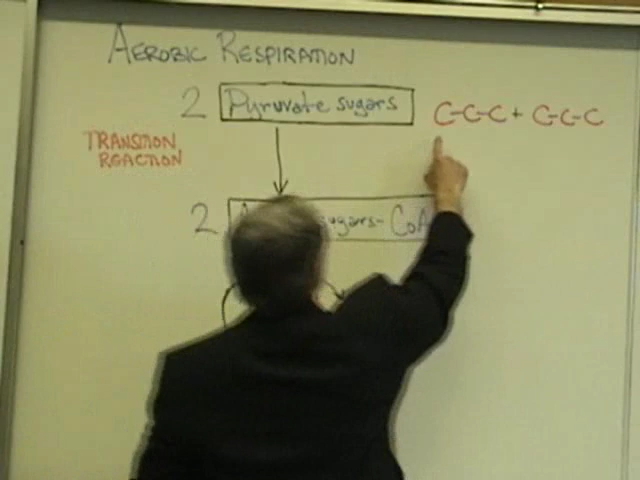 AEROBIC RESPIRATION
2 Pyruvate sugars C-C-C + C-C-C
TRANSITION
REACTION
2 sugars- CoA